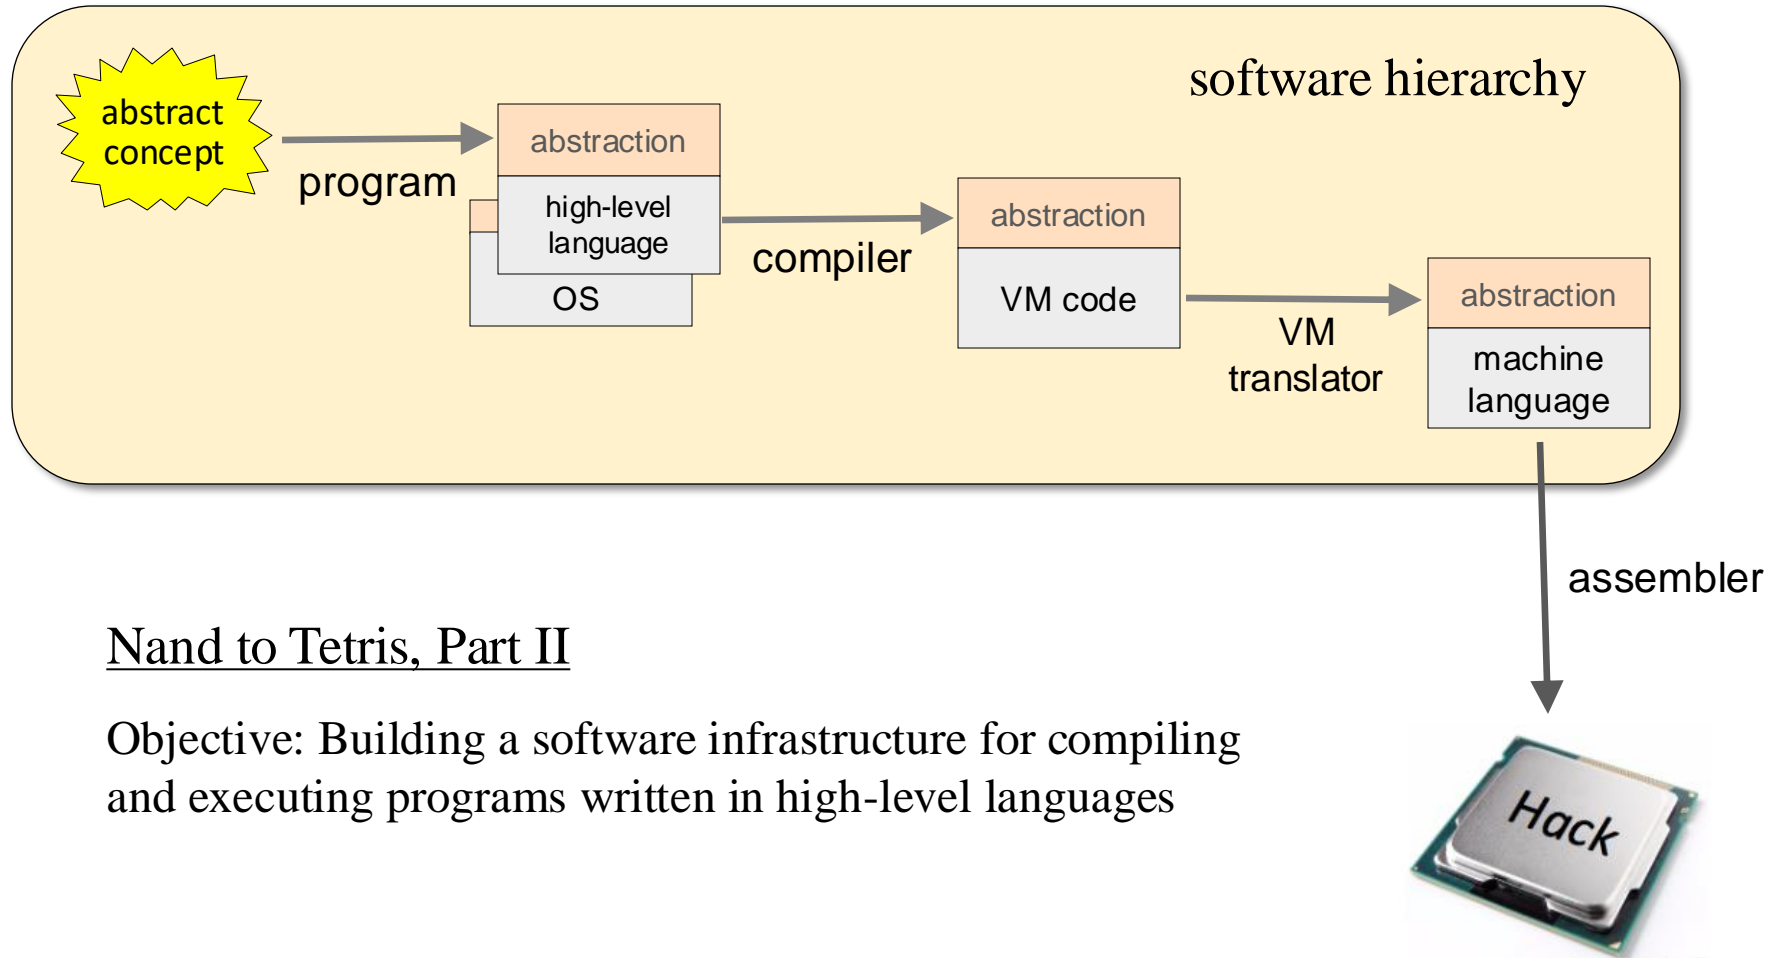 software hierarchy
abstract
concept
program
abstraction
high-level
language
OS
compiler
abstraction
VM code
VM
translator
abstraction
machine
language
assembler
Nand to Tetris, Part II
Objective: Building a software infrastructure for compiling
and executing programs written in high-level languages
Hack